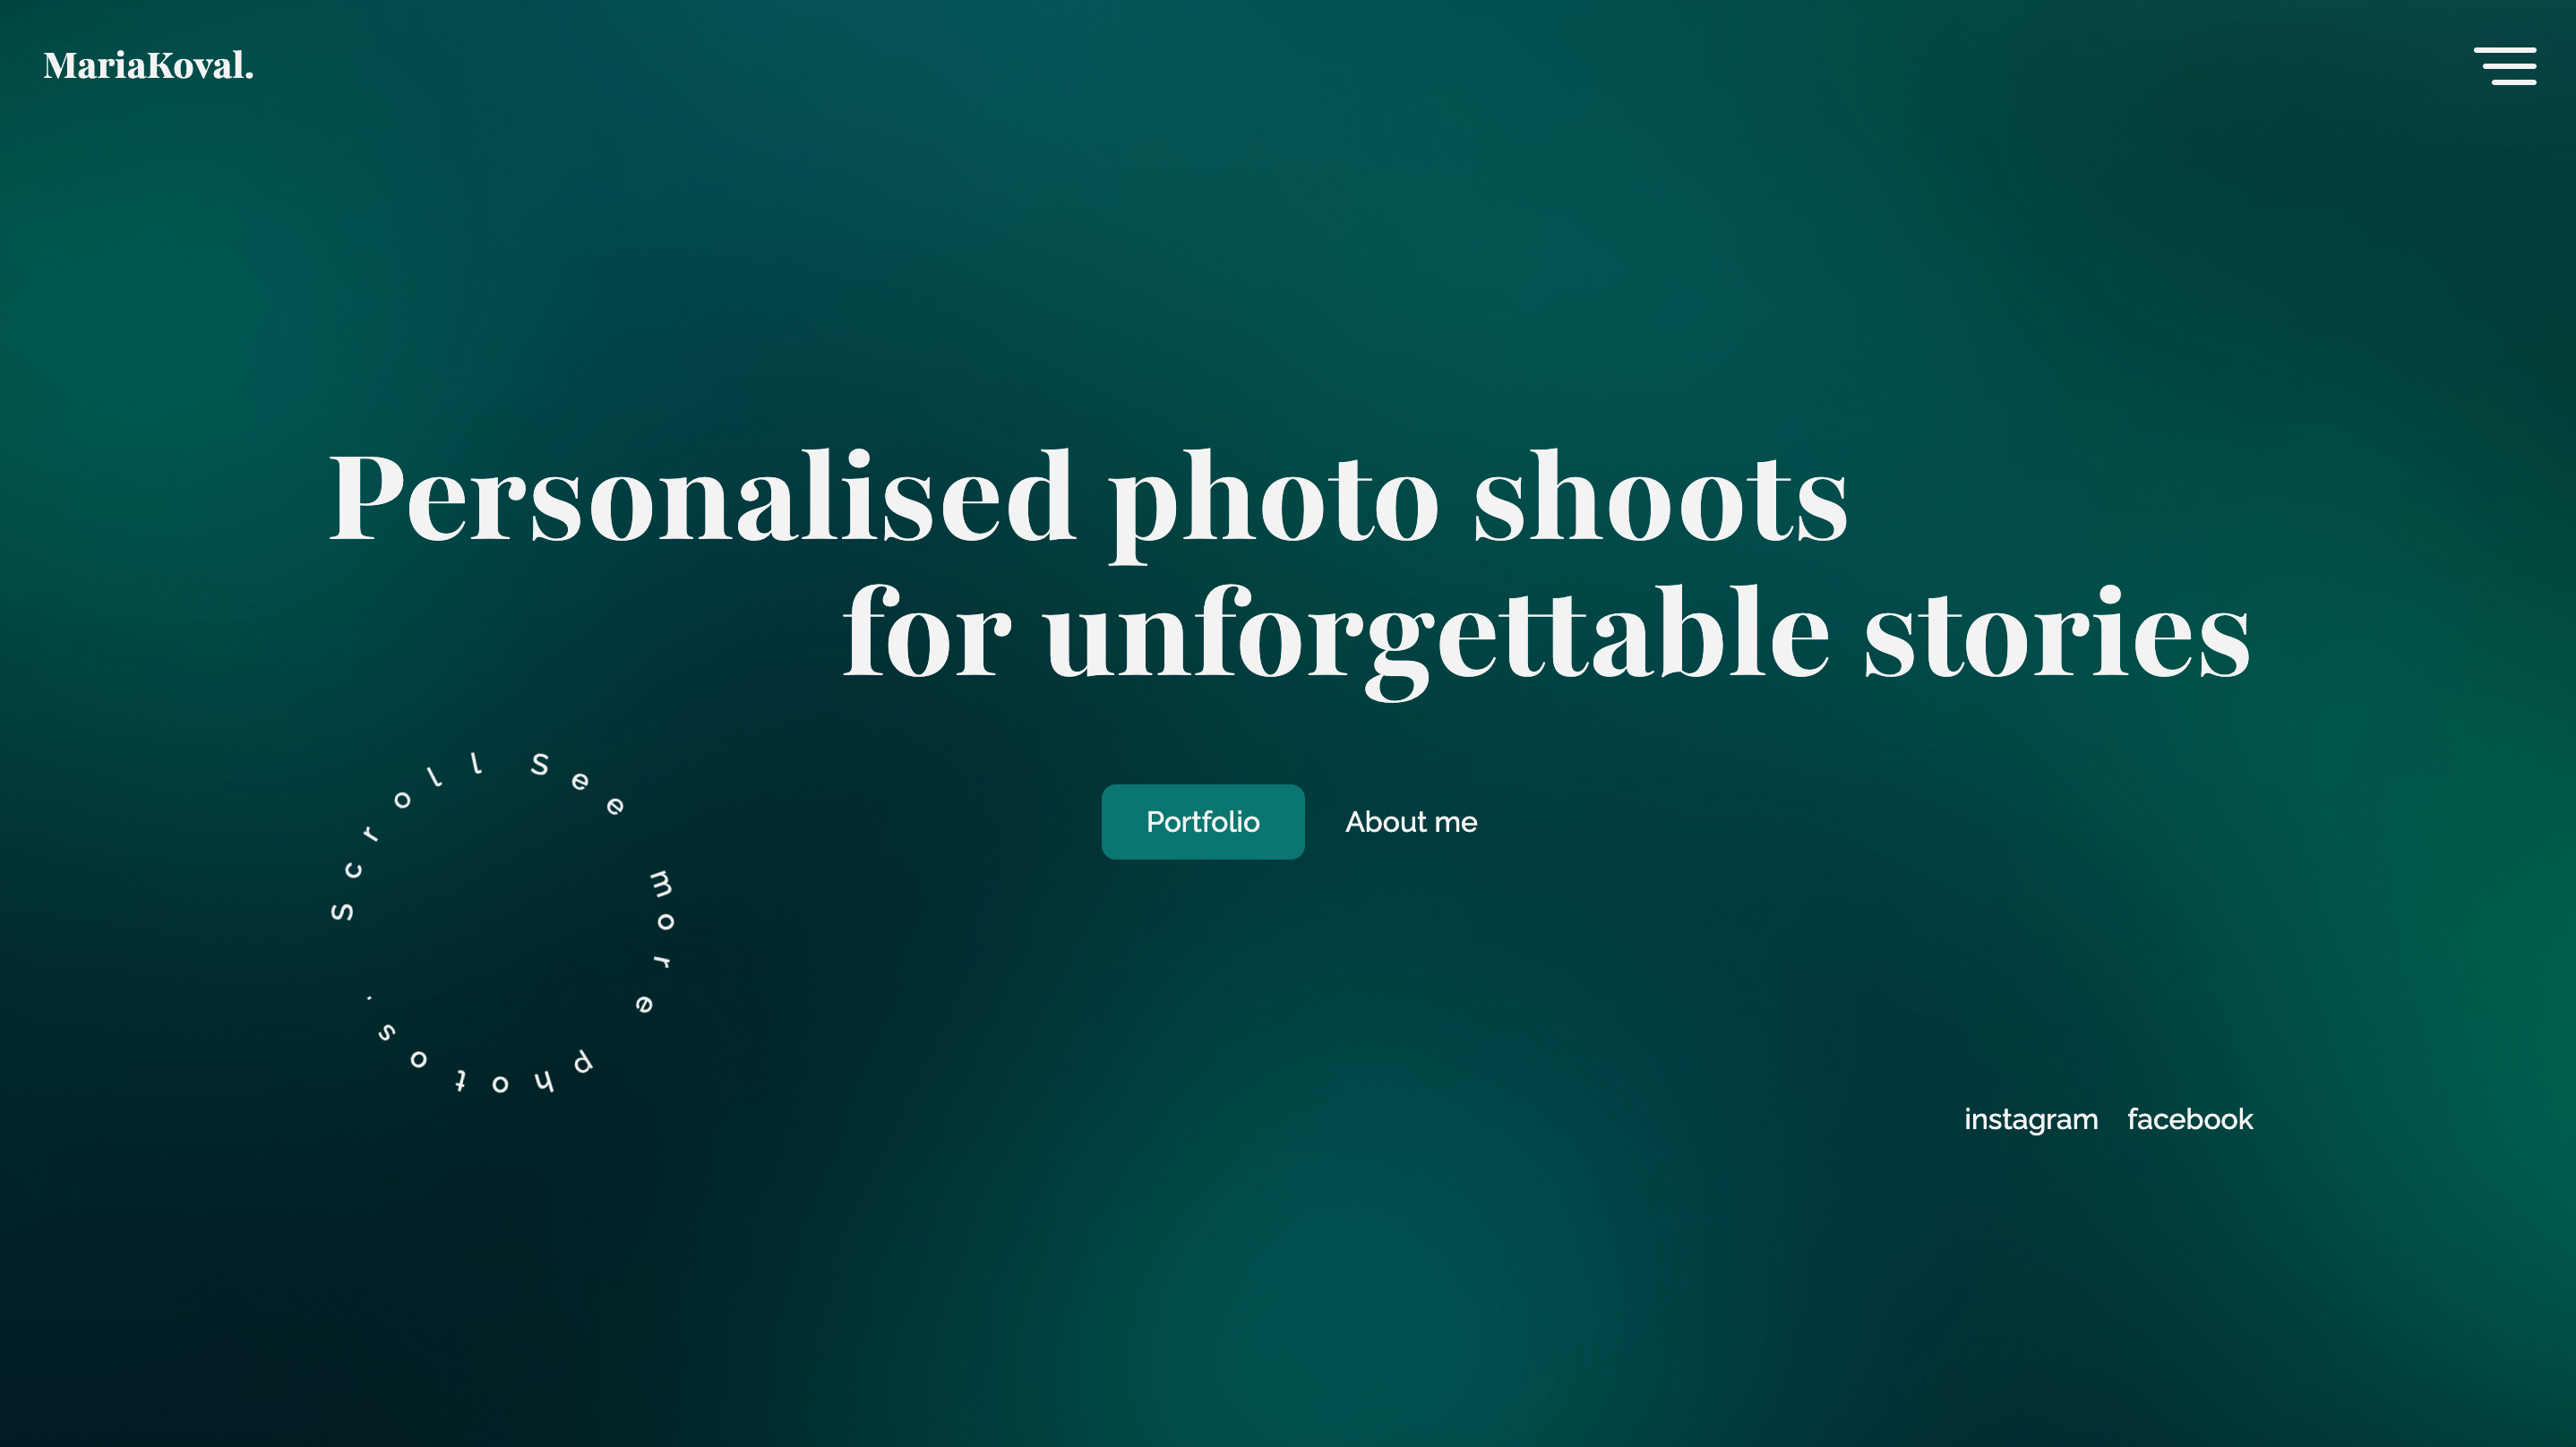 MariaKoval.
Personalised photo shoots
for unforgettable stories
Portfolio
About me
Scroll See more photos.
instagram facebook